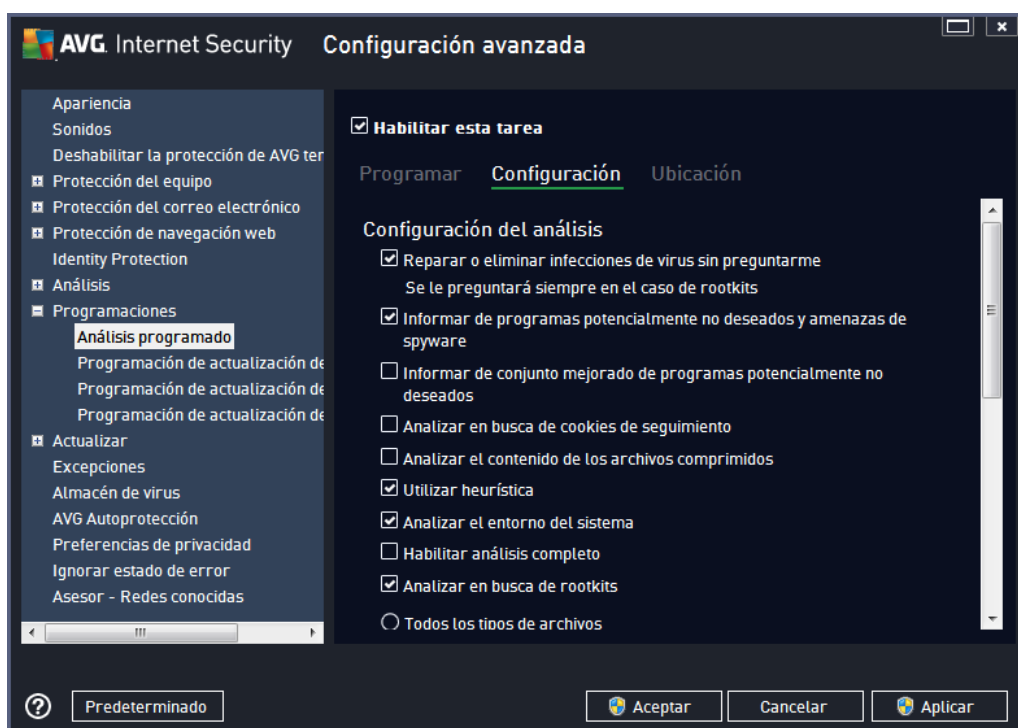 AVG. Internet Security
Configuración avanzada
Apariencia
Sonidos
Deshabilitar la protección de AVG ter
Protección del equipo
Protección del correo electrónico
Protección de navegación web
Identity Protection
Análisis
Programaciones
Análisis programado
Programación de actualización de
Programación de actualización de
Programación de actualización de
Actualizar
Excepciones
Almacén de virus
AVG Autoprotección
Preferencias de privacidad
Ignorar estado de error
Asesor - Redes conocidas
Habilitar esta tarea
Programar
Configuración
Ubicación
Configuración del análisis
Reparar o eliminar infecciones de virus sin preguntarme
Se le preguntará siempre en el caso de rootkits
Informar de programas potencialmente no deseados y amenazas de
spyware
Informar de conjunto mejorado de programas potencialmente no
deseados
Analizar en busca de cookies de seguimiento
Analizar el contenido de los archivos comprimidos
Utilizar heurística
Analizar el entorno del sistema
Habilitar análisis completo
Analizar en busca de rootkits
Todos los tipos de archivos
Predeterminado
Aceptar
Cancelar
Aplicar